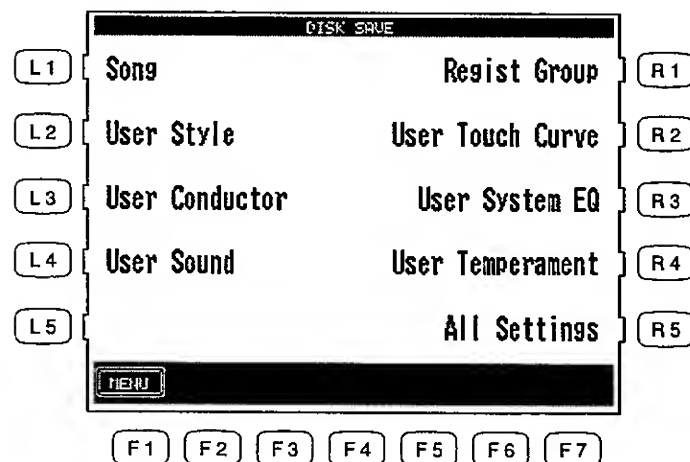 DISK SAVE
L1 Song Regist Group R1
L2 User Style User Touch Curve R2
L3 User Conductor User System EQ R3
L4 User Sound User Temperament R4
L5 All Settings R5
MENU
F1 F2 F3 F4 F5 F6 F7